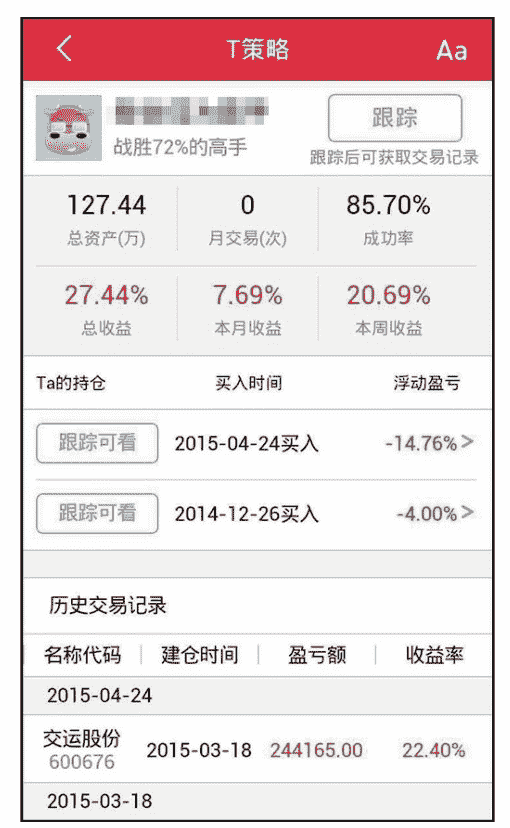 T策略 Aa
跟踪
战胜72%的高手
跟踪后可获取交易记录
127.44 0 85.70%
总资产(万) 月交易(次) 成功率
27.44% 7.69% 20.69%
总收益 本月收益 本周收益
Ta的持仓 买入时间 浮动盈亏
跟踪可看 2015-04-24买入 -14.76% >
跟踪可看 2014-12-26买入 -4.00% >
历史交易记录
名称代码 建仓时间 盈亏额 收益率
2015-04-24
交运股份 2015-03-18 244165.00 22.40%
600676
2015-03-18